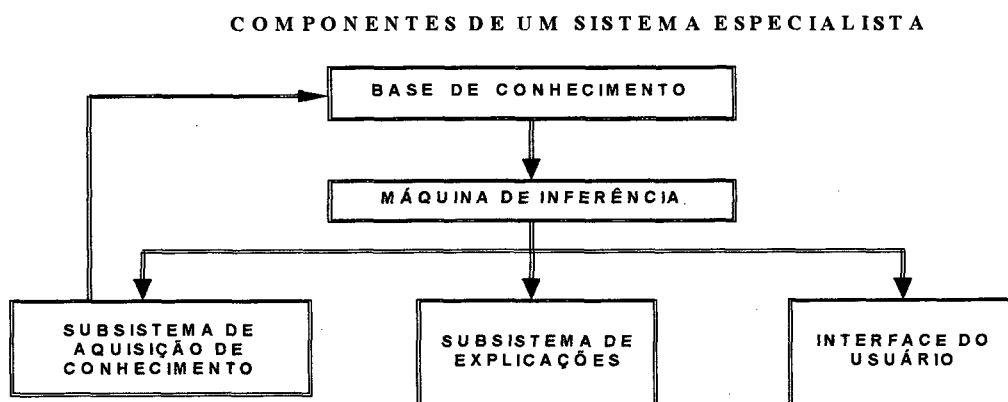 COMPONENTES DE UM SISTEMA ESPECIALISTA
BASE DE CONHECIMENTO
MÁQUINA DE INFERÊNCIA
SUBSISTEMA DE
AQUISIÇÃO DE
CONHECIMENTO
SUBSISTEMA DE
EXPLICAÇÕES
INTERFACE DO
USUÁRIO